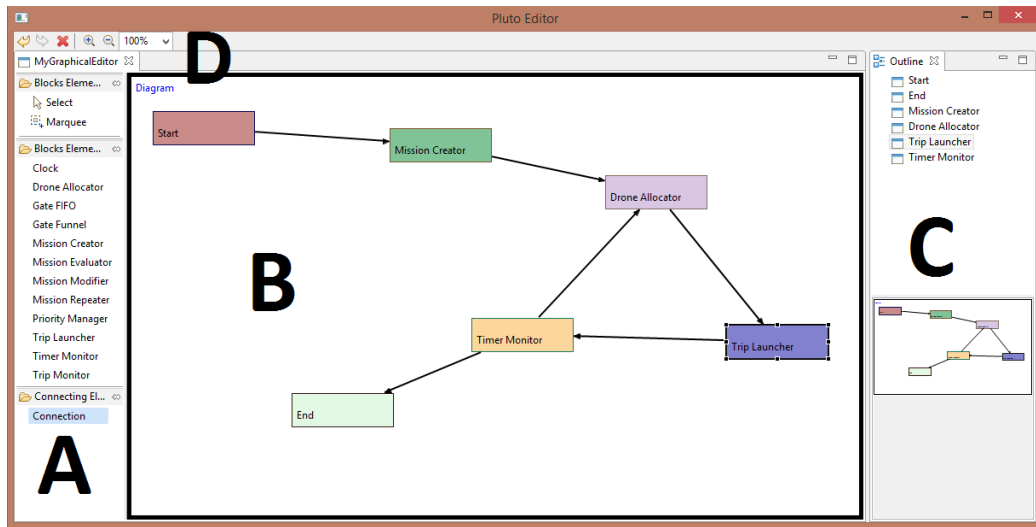 Pluto Editor
100%
D
MyGraphicalEditor
Blocks Eleme...
Select
Marquee
Blocks Eleme...
Clock
Drone Allocator
Gate FIFO
Gate Funnel
Mission Creator
Mission Evaluator
Mission Modifier
Mission Repeater
Priority Manager
Trip Launcher
Timer Monitor
Trip Monitor
Connecting El...
Connection
A
Diagram
Start
Mission Creator
Drone Allocator
B
Timer Monitor
Trip Launcher
End
Outline
Start
End
Mission Creator
Drone Allocator
Trip Launcher
Timer Monitor
C